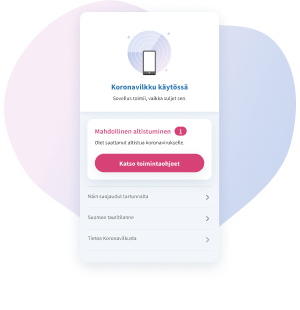 Koronavilkku käytössä
Sovellus toimii, vaikka suljet sen
Mahdollinen altistuminen 1
Olet saattanut altistua koronavirukselle.
Katso toimintaohjeet
Näin suojaudut tartunnalta
Suomen tautitilanne
Tietoa Koronavilkusta